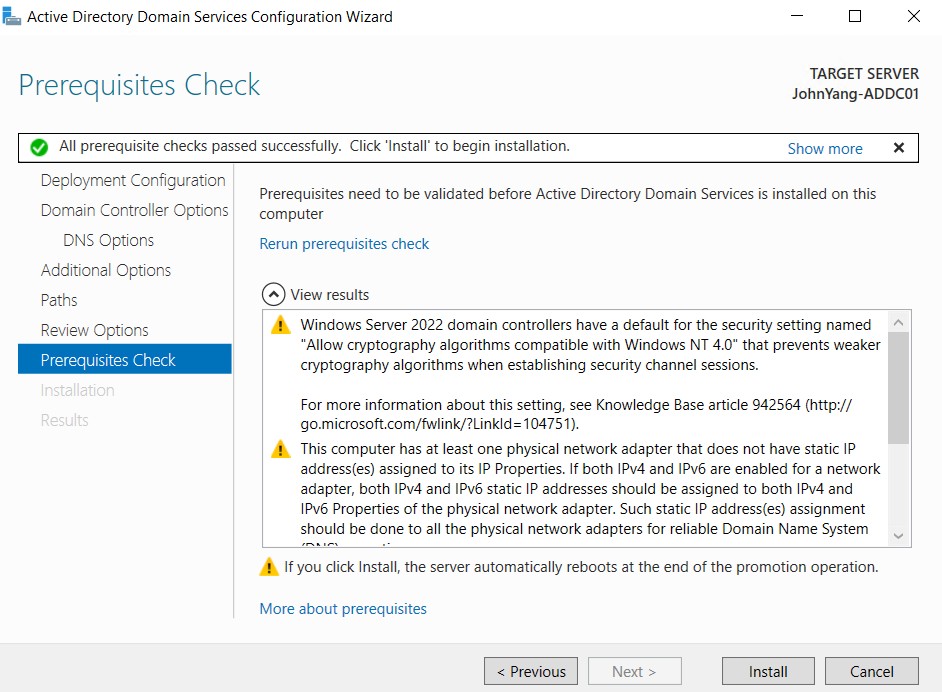 Active Directory Domain Services Configuration Wizard
Prerequisites Check
TARGET SERVER
JohnYang-ADDC01
All prerequisite checks passed successfully.  Click 'Install' to begin installation.
Show more
Deployment Configuration
Domain Controller Options
DNS Options
Additional Options
Paths
Review Options
Prerequisites Check
Installation
Results
Prerequisites need to be validated before Active Directory Domain Services is installed on this
computer
Rerun prerequisites check
View results
Windows Server 2022 domain controllers have a default for the security setting named
"Allow cryptography algorithms compatible with Windows NT 4.0" that prevents weaker
cryptography algorithms when establishing security channel sessions.
For more information about this setting, see Knowledge Base article 942564 (http://
go.microsoft.com/fwlink/?LinkId=104751).
This computer has at least one physical network adapter that does not have static IP
address(es) assigned to its IP Properties. If both IPv4 and IPv6 are enabled for a network
adapter, both IPv4 and IPv6 static IP addresses should be assigned to both IPv4 and
IPv6 Properties of the physical network adapter. Such static IP address(es) assignment
should be done to all the physical network adapters for reliable Domain Name System
If you click Install, the server automatically reboots at the end of the promotion operation.
More about prerequisites
< Previous
Next >
Install
Cancel